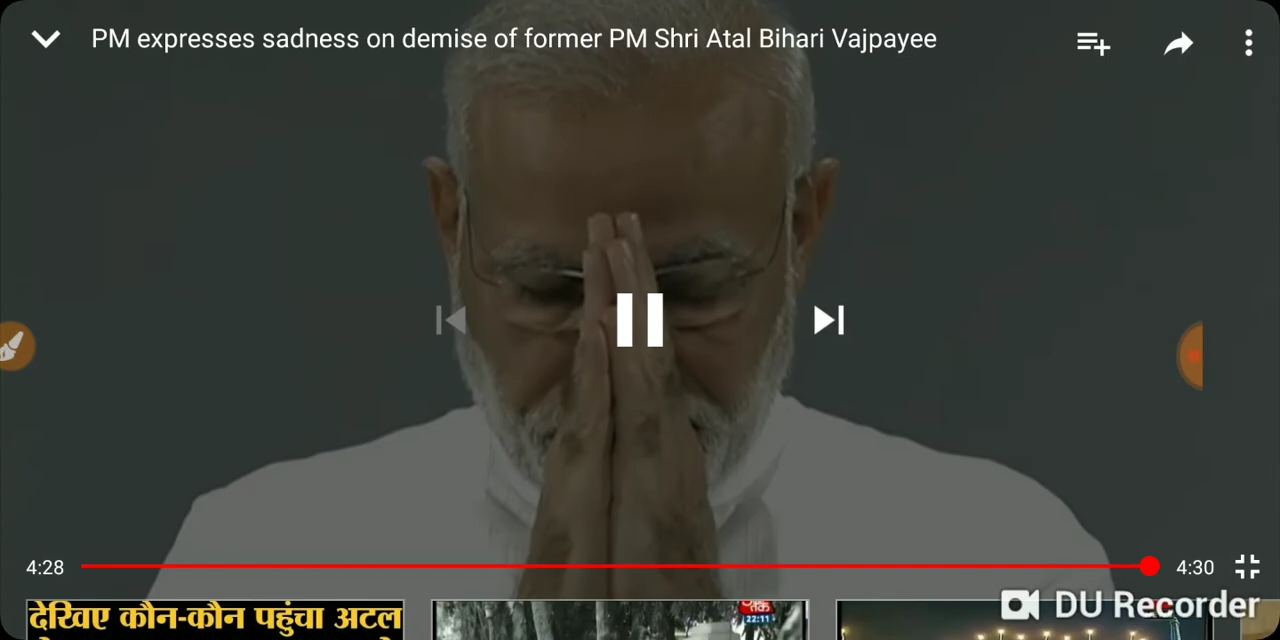 PM expresses sadness on demise of former PM Shri Atal Bihari Vajpayee
4:28
4:30
देखिए कौन-कौन पहुंचा अटल
तक
22:11
DU Recorder